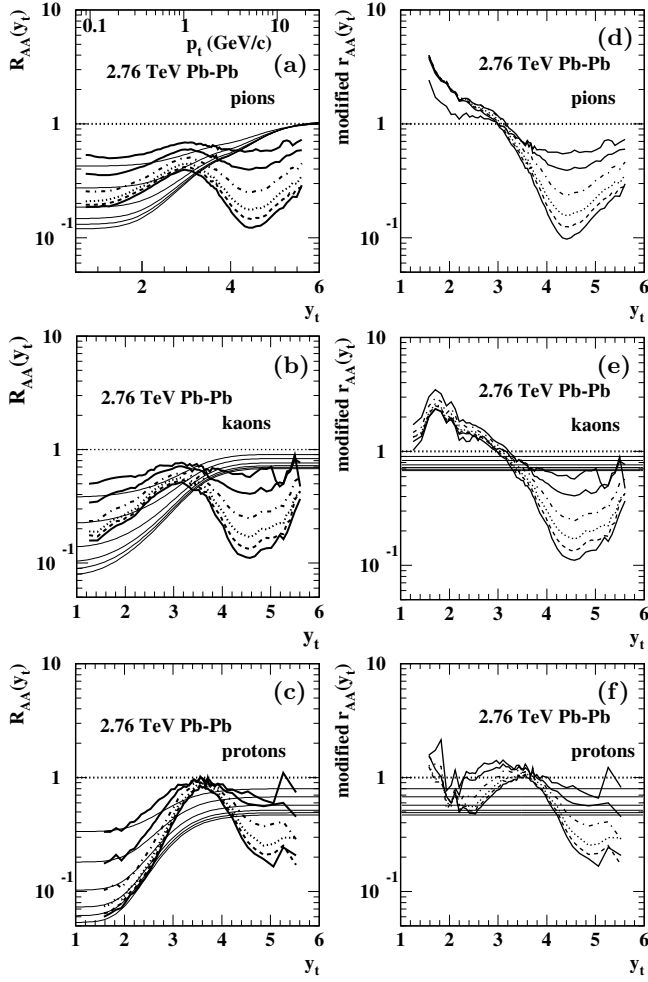 R_AA(y_t)
10
1
10^-1
0.1
1
10
p_t (GeV/c)
(a)
2.76 TeV Pb-Pb
pions
2
4
6
y_t
modified r_AA(y_t)
10
1
10^-1
(d)
2.76 TeV Pb-Pb
pions
1
2
3
4
5
6
y_t
R_AA(y_t)
10
1
10^-1
(b)
2.76 TeV Pb-Pb
kaons
1
2
3
4
5
6
y_t
modified r_AA(y_t)
10
1
10^-1
(e)
2.76 TeV Pb-Pb
kaons
1
2
3
4
5
6
y_t
R_AA(y_t)
10
1
10^-1
(c)
2.76 TeV Pb-Pb
protons
1
2
3
4
5
6
y_t
modified r_AA(y_t)
10
1
10^-1
(f)
2.76 TeV Pb-Pb
protons
1
2
3
4
5
6
y_t